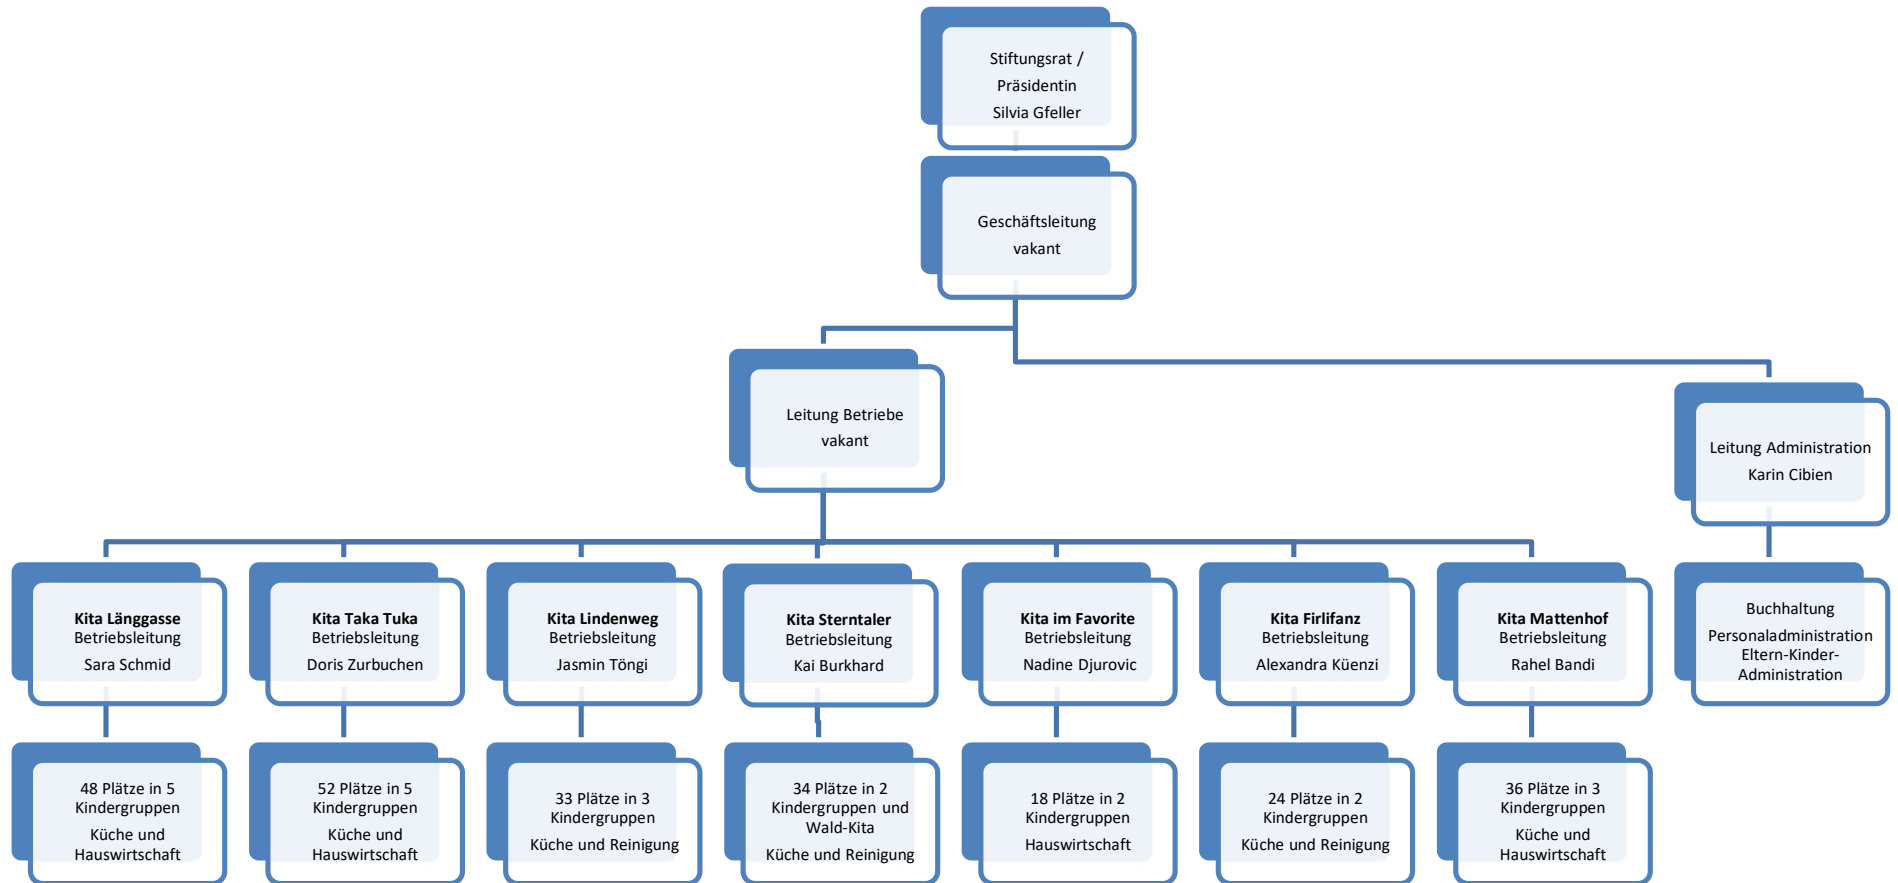 Stiftungsrat /
Präsidentin
Silvia Gfeller
Geschäftsleitung
vakant
Leitung Betriebe
vakant
Leitung Administration
Karin Cibien
Kita Länggasse
Betriebsleitung
Sara Schmid
Kita Taka Tuka
Betriebsleitung
Doris Zurbuchen
Kita Lindenweg
Betriebsleitung
Jasmin Töngi
Kita Sterntaler
Betriebsleitung
Kai Burkhard
Kita im Favorite
Betriebsleitung
Nadine Djurovic
Kita Firlifanz
Betriebsleitung
Alexandra Küenzi
Kita Mattenhof
Betriebsleitung
Rahel Bandi
Buchhaltung
Personaladministration
Eltern-Kinder-
Administration
48 Plätze in 5
Kindergruppen
Küche und
Hauswirtschaft
52 Plätze in 5
Kindergruppen
Küche und
Hauswirtschaft
33 Plätze in 3
Kindergruppen
Küche und Reinigung
34 Plätze in 2
Kindergruppen und
Wald-Kita
Küche und Reinigung
18 Plätze in 2
Kindergruppen
Hauswirtschaft
24 Plätze in 2
Kindergruppen
Küche und Reinigung
36 Plätze in 3
Kindergruppen
Küche und
Hauswirtschaft